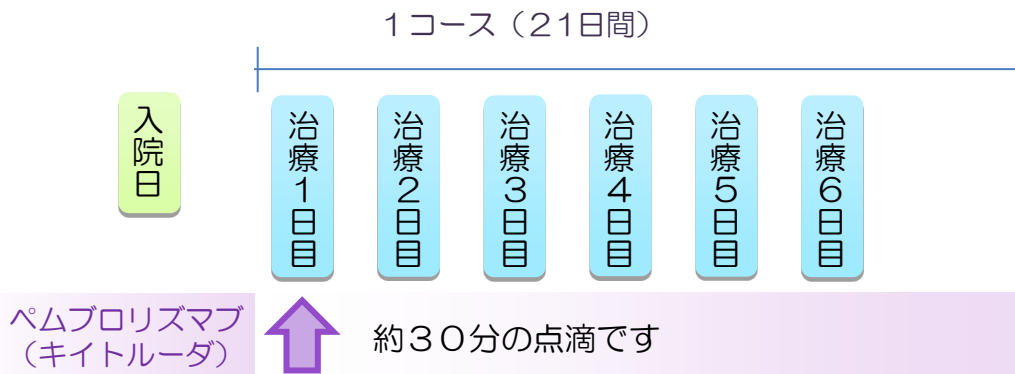 1コース（21日間）
入院日
治療1日目
治療2日目
治療3日目
治療4日目
治療5日目
治療6日目
ペムブロリズマブ
（キイトルーダ）
約３０分の点滴です